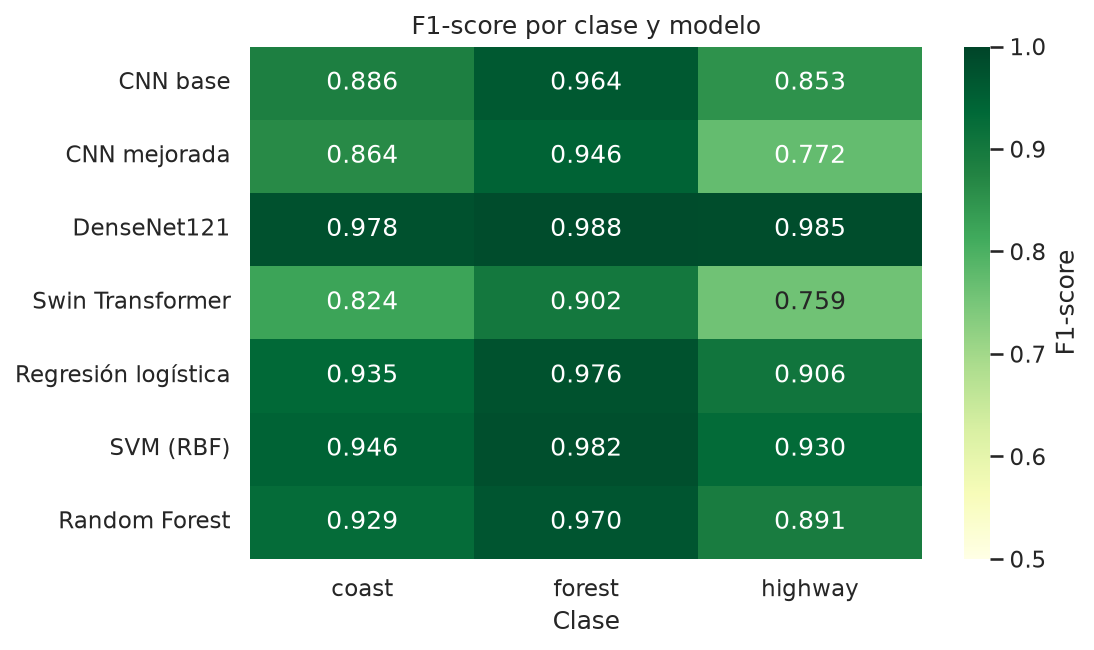 F1-score por clase y modelo
CNN base 0.886 0.964 0.853
CNN mejorada 0.864 0.946 0.772
DenseNet121 0.978 0.988 0.985
Swin Transformer 0.824 0.902 0.759
Regresión logística 0.935 0.976 0.906
SVM (RBF) 0.946 0.982 0.930
Random Forest 0.929 0.970 0.891
coast forest highway
Clase
1.0
0.9
0.8
0.7
0.6
0.5
F1-score